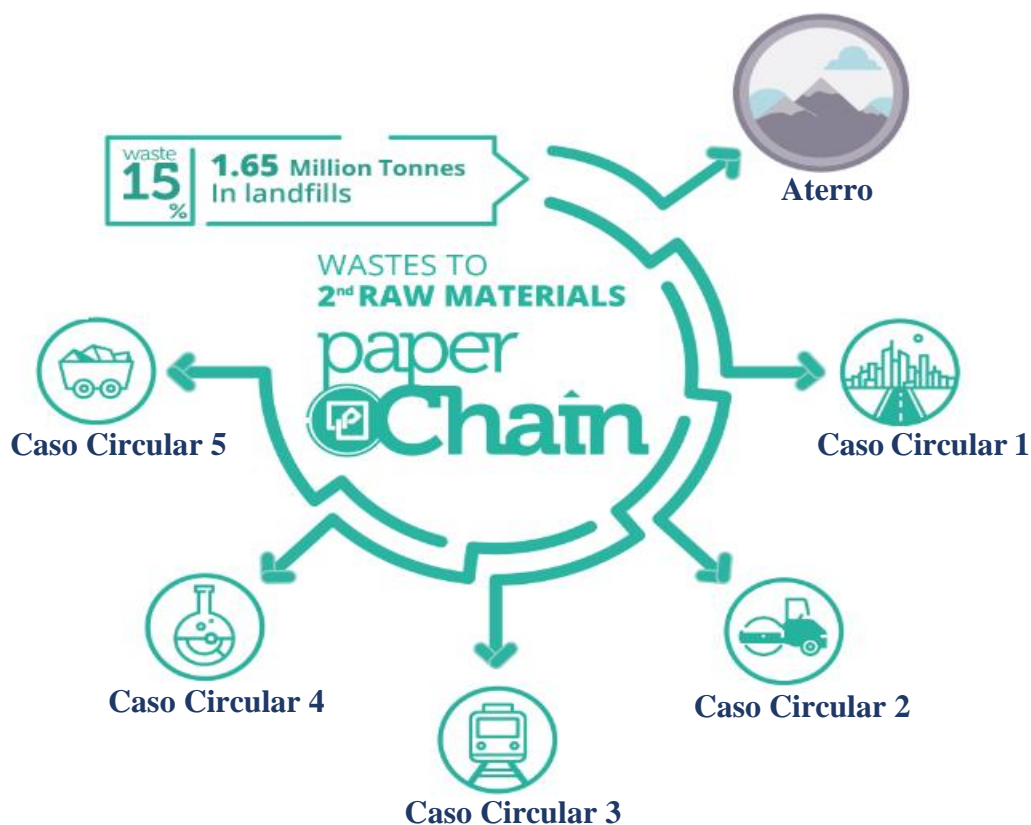 Aterro
waste
15
%
1.65 Million Tonnes
In landfills
WASTES TO
2nd RAW MATERIALS
paper
Chain
Caso Circular 5
Caso Circular 1
Caso Circular 4
Caso Circular 2
Caso Circular 3